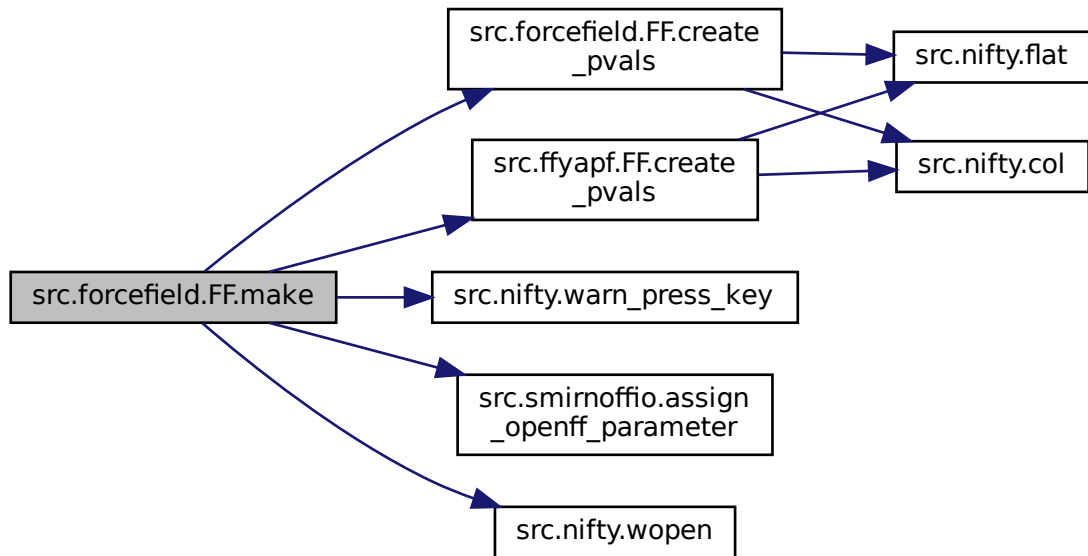 src.forcefield.FF.make
src.forcefield.FF.create
_pvals
src.ffyapf.FF.create
_pvals
src.nifty.warn_press_key
src.smirnoffio.assign
_openff_parameter
src.nifty.wopen
src.nifty.flat
src.nifty.col